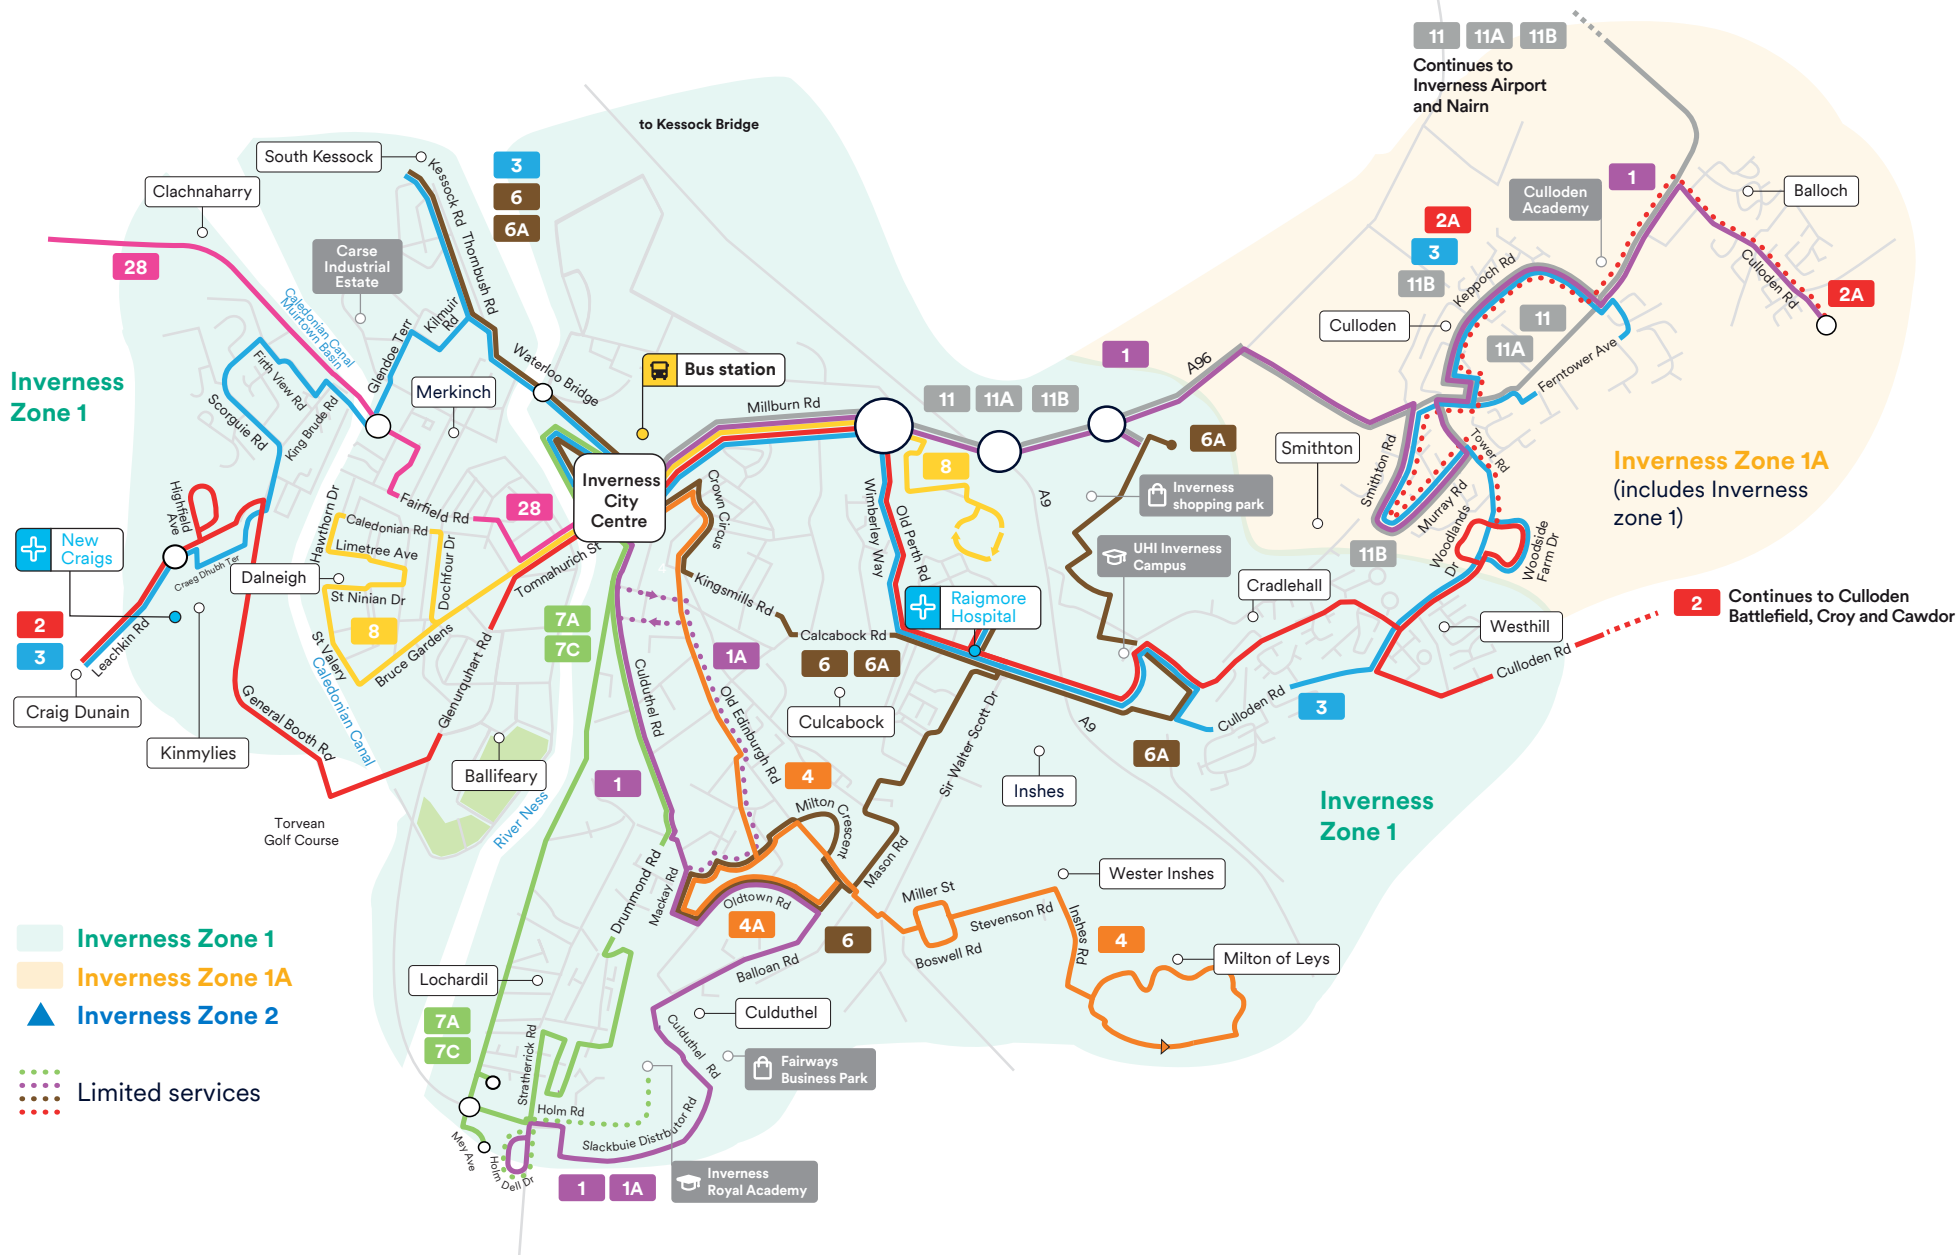 11 11A 11B
Continues to
Inverness Airport
and Nairn
to Kessock Bridge
South Kessock
3
6
6A
Kessock Rd
Thornbush Rd
Clachnaharry
28
Carse
Industrial
Estate
Caledonian Canal
Muirtown Basin
Glendoe Terr
Kilmuir
Rd
Waterloo Bridge
Merkinch
Bus station
Inverness
Zone 1
Firth View Rd
Scorguie Rd
King Brude Rd
Highfield
Ave
New
Craigs
Craeg Dhubh Ter
2
3
Leachkin Rd
Craig Dunain
Kinmylies
Dalneigh
Hawthorn Dr
Caledonian Rd
Limetree Ave
St Ninian Dr
Dochfour Dr
8
St Valery
Bruce Gardens
Caledonian Canal
Fairfield Rd
28
Tomnahurich St
Glenurquhart Rd
General Booth Rd
Torvean
Golf Course
Ballifeary
River Ness
Inverness
City
Centre
Millburn Rd
Crown Circus
Kingsmills Rd
Calcabock Rd
6 6A
Culcabock
7A
7C
1A
Culduthel Rd
Old Edinburgh Rd
1
4
Milton Crescent
Mason Rd
Sir Walter Scott Dr
Drummond Rd
Mackay Rd
Oldtown Rd
4A
6
Balloan Rd
Miller St
Boswell Rd
Stevenson Rd
Inshes Rd
4
Wester Inshes
Milton of Leys
Inshes
Lochardil
7A
7C
Culduthel
Culduthel Rd
Fairways
Business Park
Stratherrick Rd
Holm Rd
Slackbuie Distrbutor Rd
Mey Ave
Holm Dell Dr
1 1A
Inverness
Royal Academy
11 11A 11B
1
A96
8
Wimberley Way
Old Perth Rd
Raigmore
Hospital
A9
A9
6A
Inverness
shopping park
UHI Inverness
Campus
6A
Culloden Rd
3
Cradlehall
Westhill
Culloden Rd
2
Continues to Culloden
Battlefield, Croy and Cawdor
Smithton
Smithton Rd
Murray Rd
11B
Tower Rd
Woodlands
Dr
Woodside
Farm Dr
Culloden
2A
3
11B
Keppoch Rd
11
11A
Ferntower Ave
Culloden
Academy
1
Balloch
Culloden Rd
2A
Inverness Zone 1A
(includes Inverness
zone 1)
Inverness
Zone 1
Inverness Zone 1
Inverness Zone 1A
Inverness Zone 2
Limited services